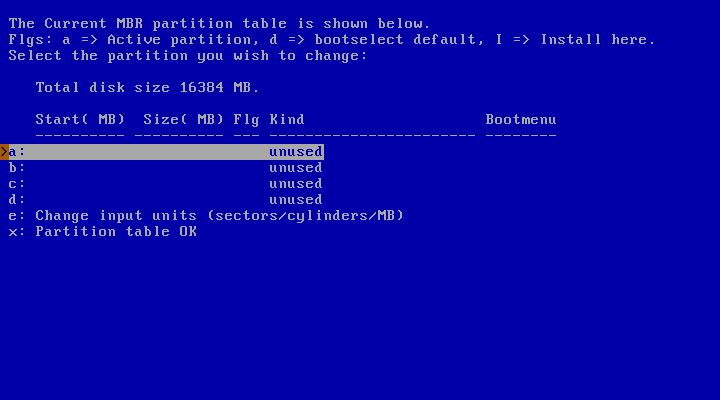 The Current MBR partition table is shown below.
Flgs: a => Active partition, d => bootselect default, I => Install here.
Select the partition you wish to change:
Total disk size 16384 MB.
Start( MB)  Size( MB) Flg Kind                    Bootmenu
---------- ---------- --- ----------------------- --------
>a:                           unused
b:                           unused
c:                           unused
d:                           unused
e: Change input units (sectors/cylinders/MB)
x: Partition table OK